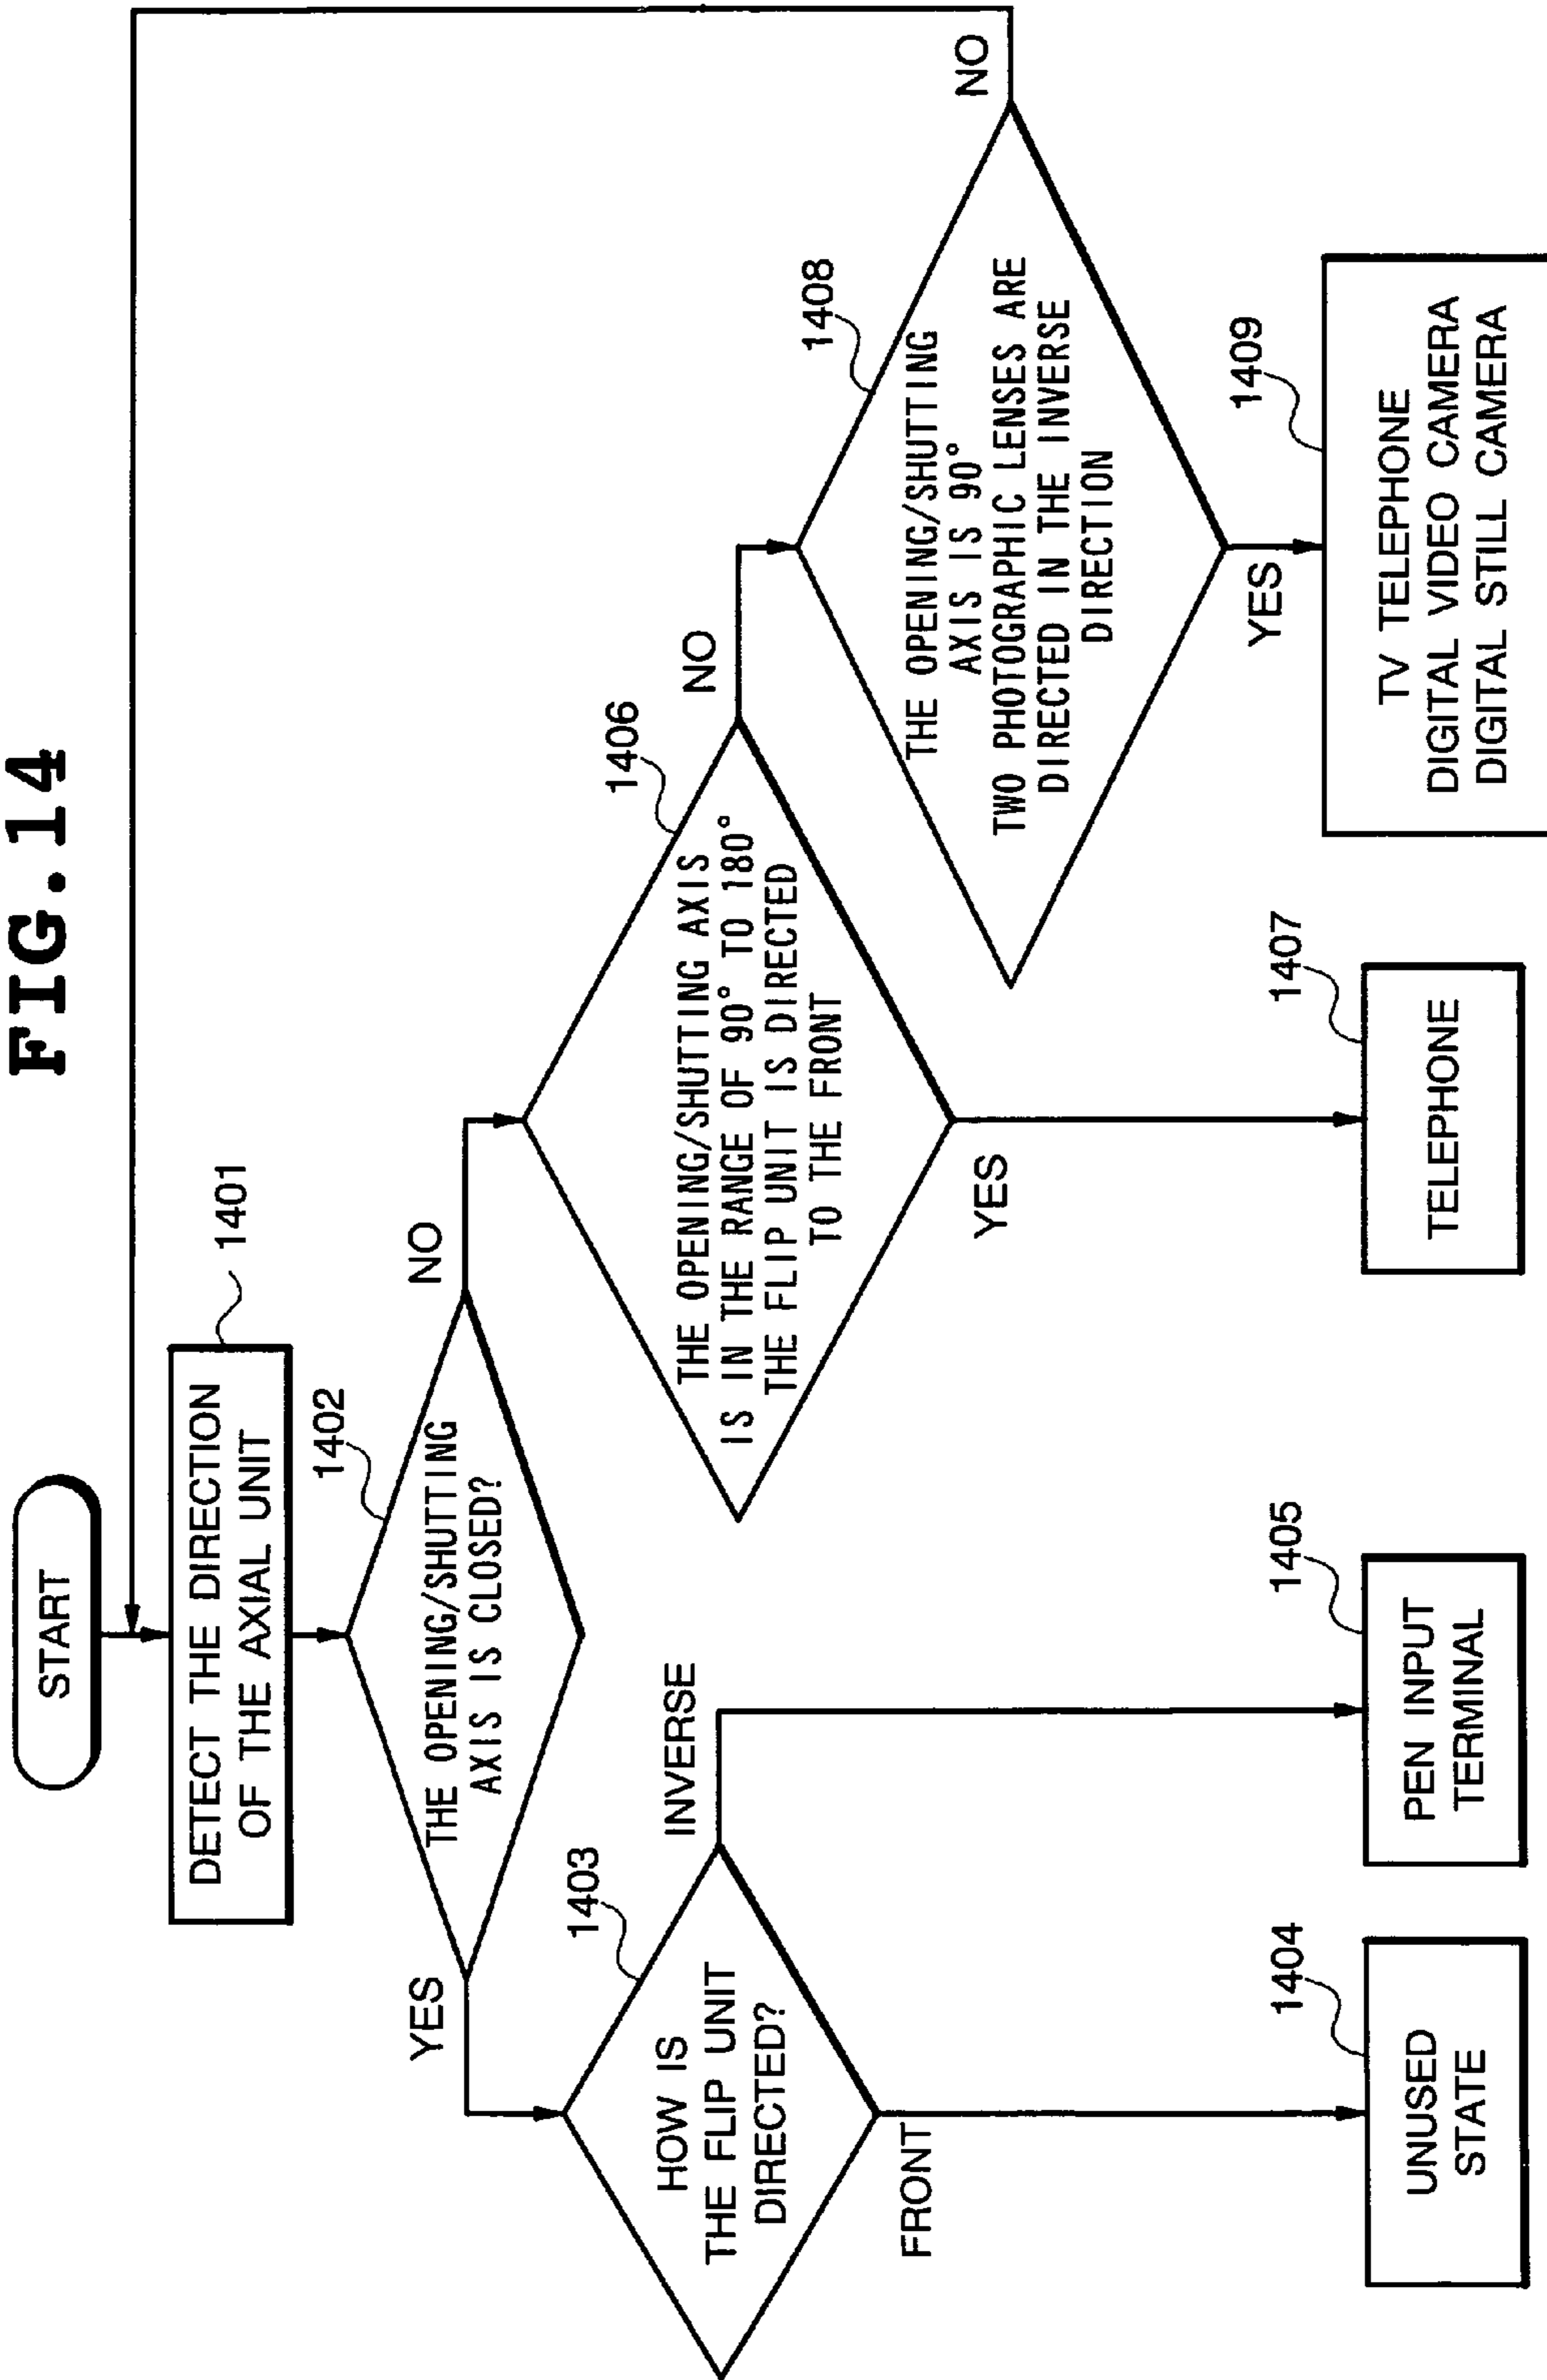 FIG.14
START
DETECT THE DIRECTION
OF THE AXIAL UNIT
1401
THE OPENING/SHUTTING
AXIS IS CLOSED?
1402
YES
NO
HOW IS
THE FLIP UNIT
DIRECTED?
1403
FRONT
INVERSE
UNUSED
STATE
1404
PEN INPUT
TERMINAL
1405
THE OPENING/SHUTTING AXIS
IS IN THE RANGE OF 90° TO 180°
THE FLIP UNIT IS DIRECTED
TO THE FRONT
1406
YES
NO
TELEPHONE
1407
THE OPENING/SHUTTING
AXIS IS 90°
TWO PHOTOGRAPHIC LENSES ARE
DIRECTED IN THE INVERSE
DIRECTION
1408
YES
NO
TV TELEPHONE
DIGITAL VIDEO CAMERA
DIGITAL STILL CAMERA
1409